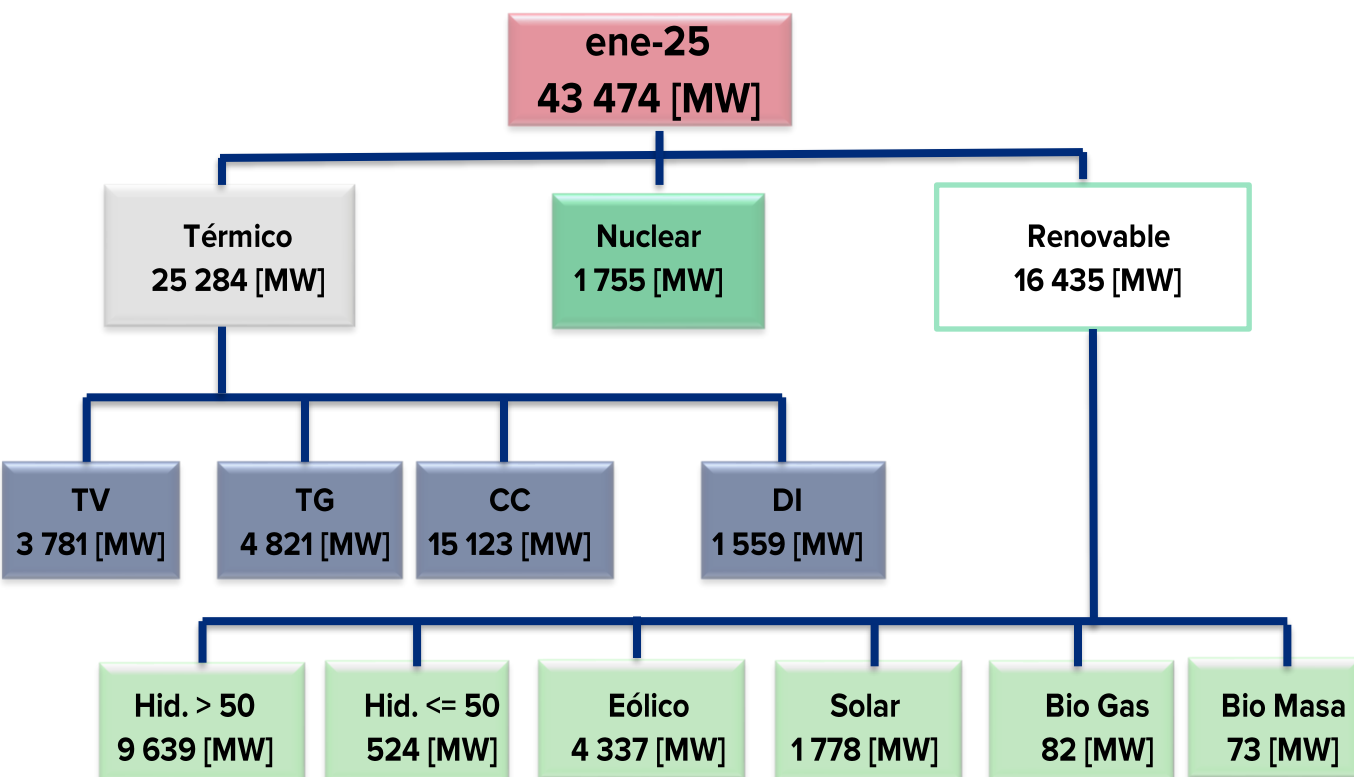 ene-25
43 474 [MW]
Térmico
25 284 [MW]
Nuclear
1 755 [MW]
Renovable
16 435 [MW]
TV
3 781 [MW]
TG
4 821 [MW]
CC
15 123 [MW]
DI
1 559 [MW]
Hid. > 50
9 639 [MW]
Hid. <= 50
524 [MW]
Eólico
4 337 [MW]
Solar
1 778 [MW]
Bio Gas
82 [MW]
Bio Masa
73 [MW]